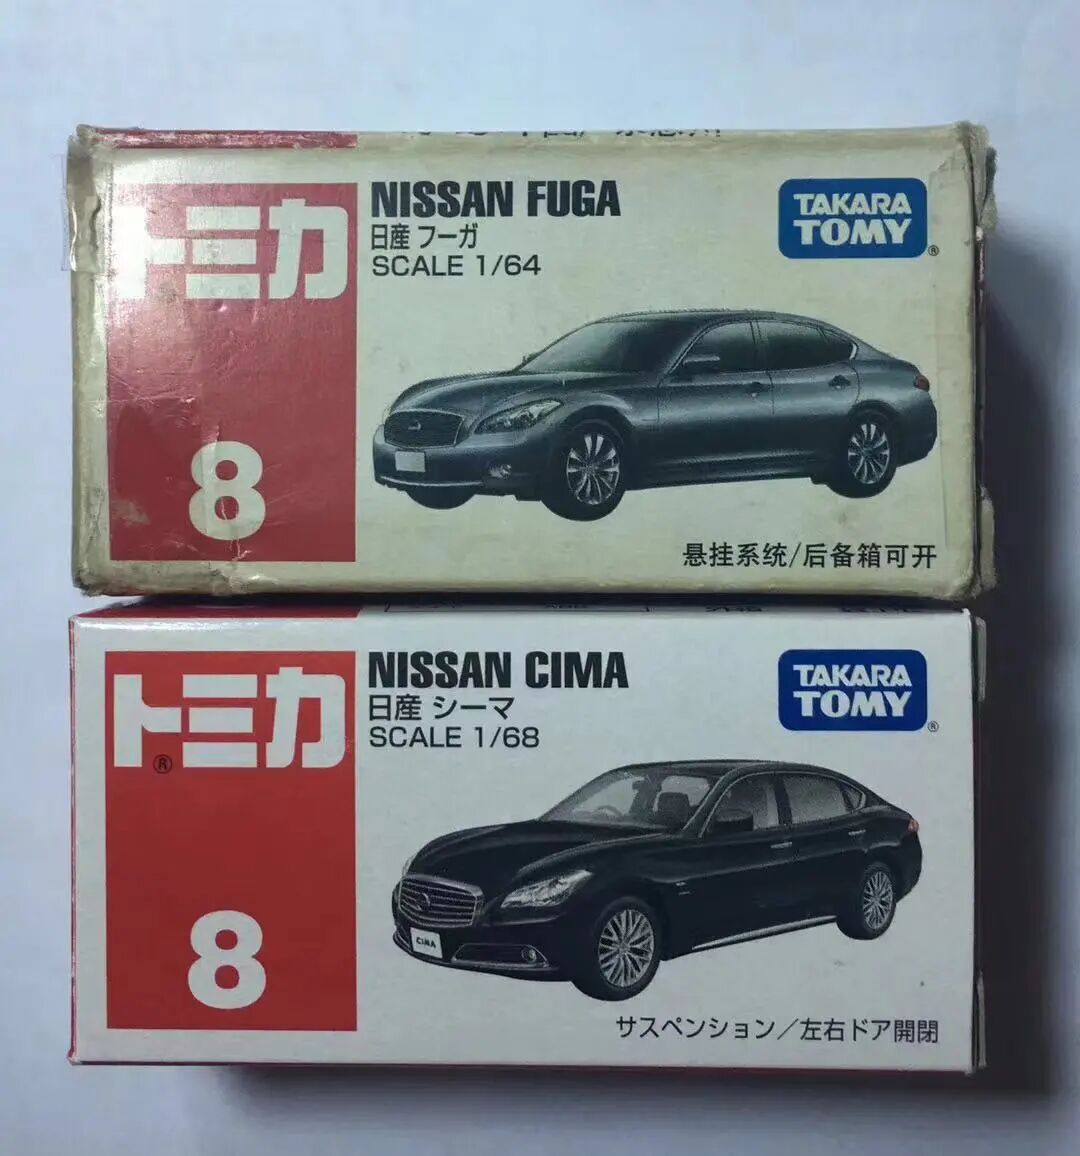 トミカ
NISSAN FUGA
日産 フーガ
SCALE 1/64
TAKARA
TOMY
®
8
悬挂系统/后备箱可开
トミカ
®
NISSAN CIMA
日産 シーマ
SCALE 1/68
TAKARA
TOMY
®
CIMA
8
サスペンション/左右ドア開閉